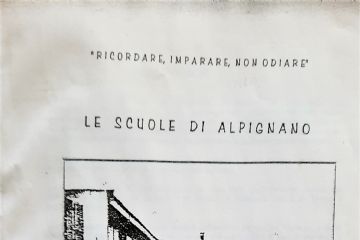 "RICORDARE, IMPARARE, NON ODIARE"
LE SCUOLE DI ALPIGNANO